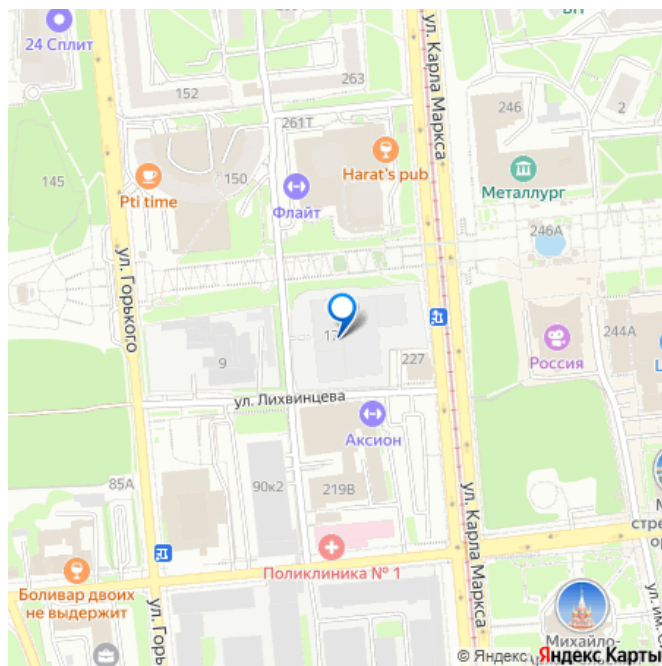 24 Сплит
152
263
261Т
ул. Карла Маркса
246
2
145
Pti time
150
Harat's pub
Флайт
Металлург
246А
ул. Горького
17
9
227
Россия
244А
ул. Лихвинцева
Аксион
85А
90к2
219В
ул. Карла Маркса
Поликлиника № 1
Боливар двоих
не выдержит
Михайло-
© Яндекс
Яндекс Карты